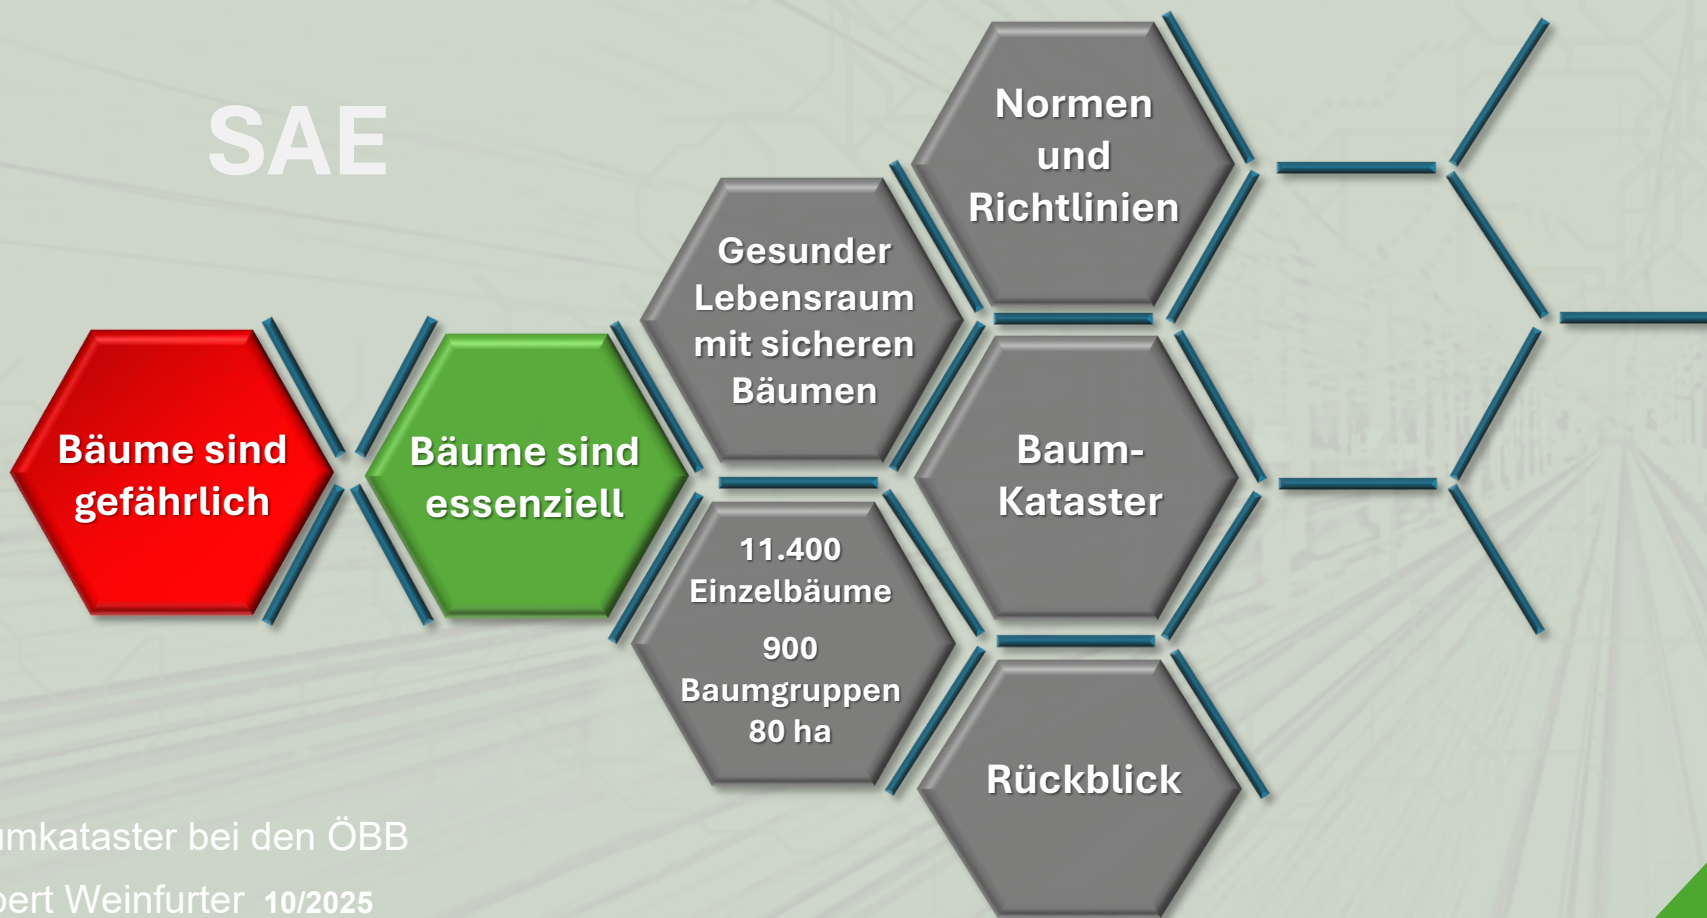 SAE
Normen
und
Richtlinien
Gesunder
Lebensraum
mit sicheren
Bäumen
Bäume sind
gefährlich
Bäume sind
essenziell
Baum-
Kataster
11.400
Einzelbäume
900
Baumgruppen
80 ha
Rückblick
umkataster bei den ÖBB
bert Weinfurter 10/2025